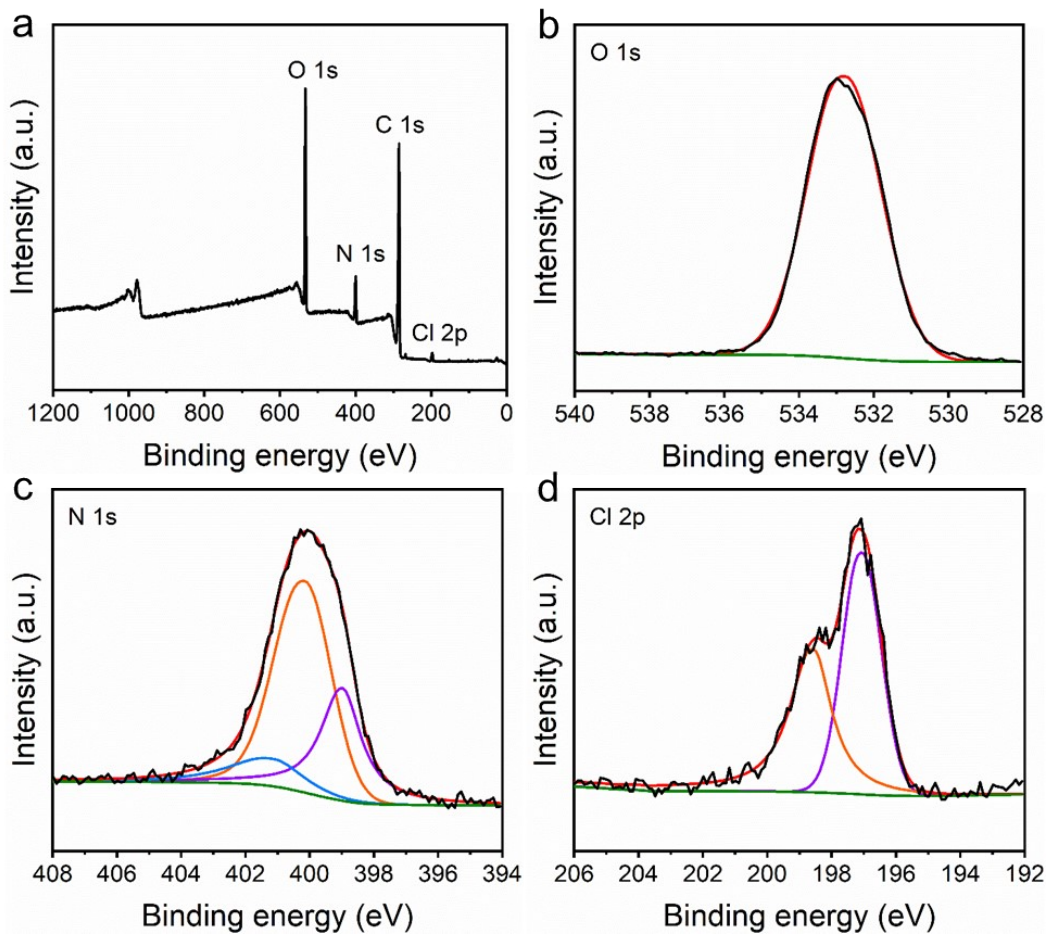 a
O 1s
C 1s
N 1s
Cl 2p
Intensity (a.u.)
1200 1000 800 600 400 200 0
Binding energy (eV)
b
O 1s
Intensity (a.u.)
540 538 536 534 532 530 528
Binding energy (eV)
c
N 1s
Intensity (a.u.)
408 406 404 402 400 398 396 394
Binding energy (eV)
d
Cl 2p
Intensity (a.u.)
206 204 202 200 198 196 194 192
Binding energy (eV)